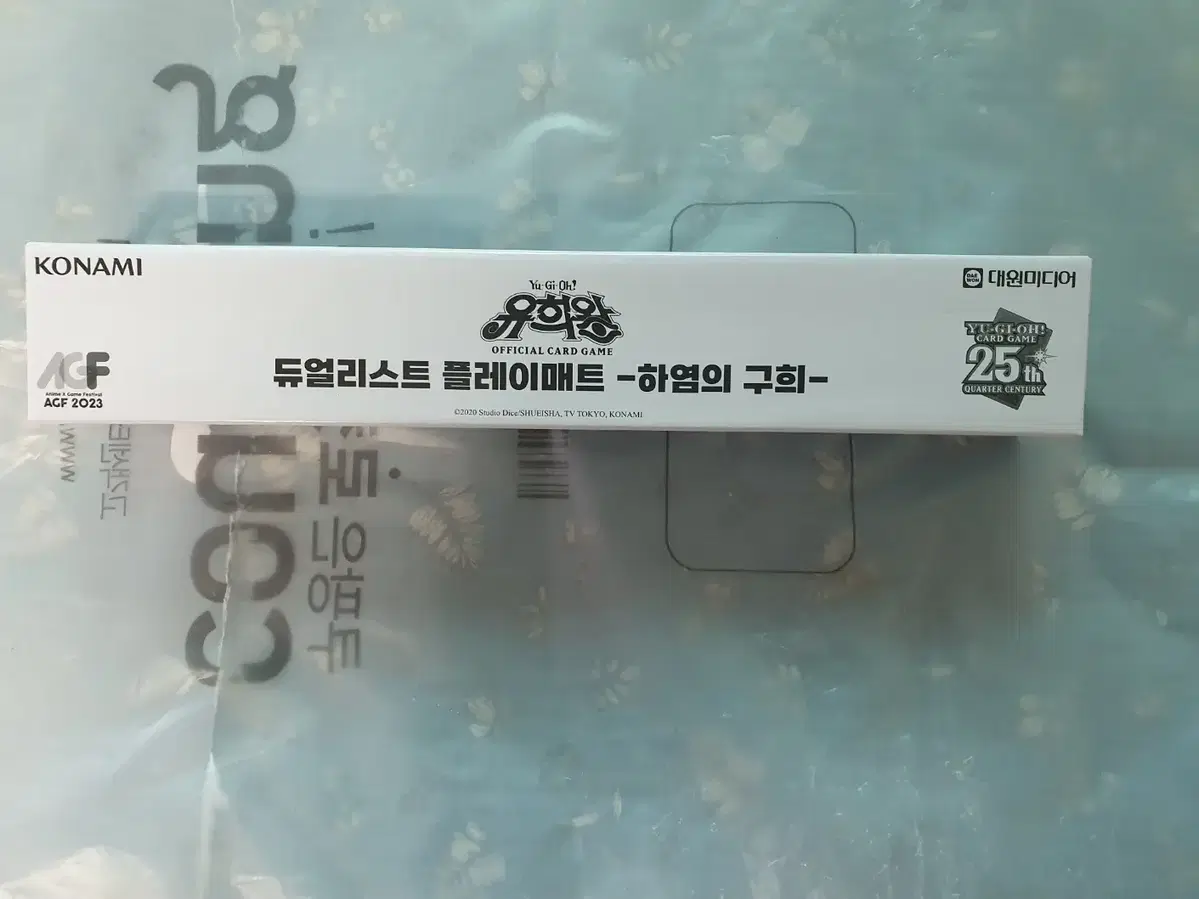 KONAMI
DAE WON 대원미디어
Yu-Gi-Oh!
유희왕
OFFICIAL CARD GAME
듀얼리스트 플레이매트 -하염의 구희-
©2020 Studio Dice/SHUEISHA, TV TOKYO, KONAMI
AGF
Anime X Game Festival
AGF 2023
YU-GI-OH!
CARD GAME
25th
QUARTER CENTURY